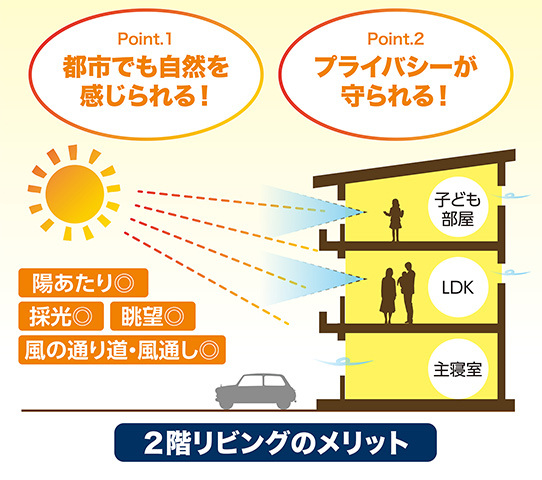 Point.1
都市でも自然を
感じられる！
Point.2
プライバシーが
守られる！
子ども
部屋
陽あたり◎
採光◎
眺望◎
風の通り道・風通し◎
LDK
主寝室
2階リビングのメリット